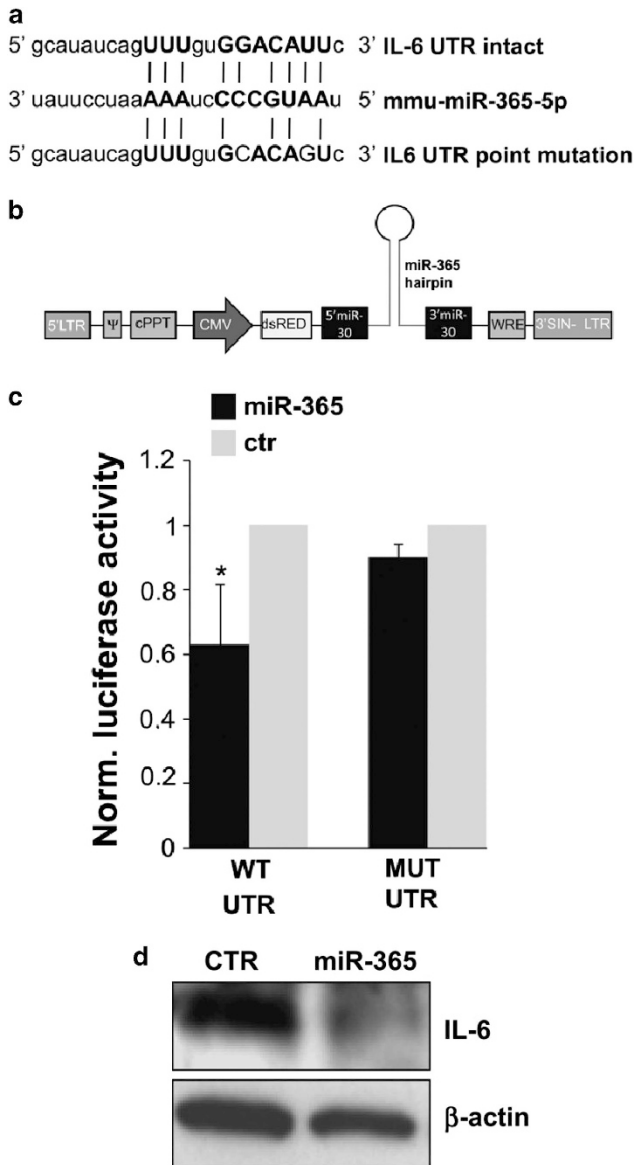 a
5' gcauaucagUUUguGGACAUUc 3' IL-6 UTR intact
3' uauuccuaaAAAucCCCGUAAu 5' mmu-miR-365-5p
5' gcauaucagUUUguGCACAGUc 3' IL6 UTR point mutation
b
miR-365
hairpin
5'LTR Ψ cPPT CMV dsRED 5'miR-30 3'miR-30 WRE 3'SIN- LTR
c
miR-365
ctr
Norm. luciferase activity
1.2
1
0.8
0.6
0.4
0.2
0
*
WT
UTR
MUT
UTR
d
CTR miR-365
IL-6
β-actin